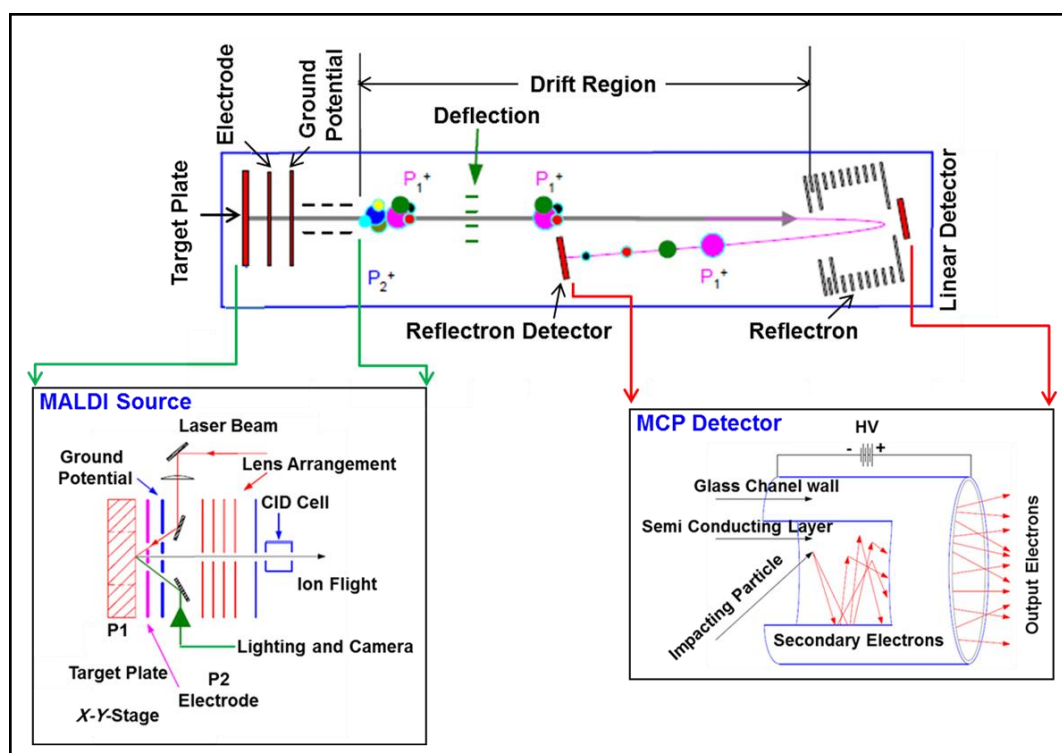 Electrode
Ground
Potential
Drift Region
Deflection
Target Plate
P1+
P1+
P2+
P1+
Linear Detector
Reflectron Detector
Reflectron
MALDI Source
Laser Beam
Ground
Potential
Lens Arrangement
CID Cell
Ion Flight
P1
Lighting and Camera
Target Plate
P2
Electrode
X-Y-Stage
MCP Detector
HV
- +
Glass Chanel wall
Semi Conducting Layer
Impacting Particle
Secondary Electrons
Output Electrons